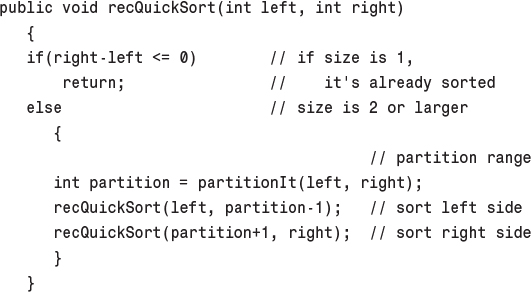 public void recQuickSort(int left, int right)
   {
   if(right-left <= 0)        // if size is 1,
       return;                //    it's already sorted
   else                       // size is 2 or larger
      {
                                         // partition range
      int partition = partitionIt(left, right);
      recQuickSort(left, partition-1);   // sort left side
      recQuickSort(partition+1, right);  // sort right side
      }
   }